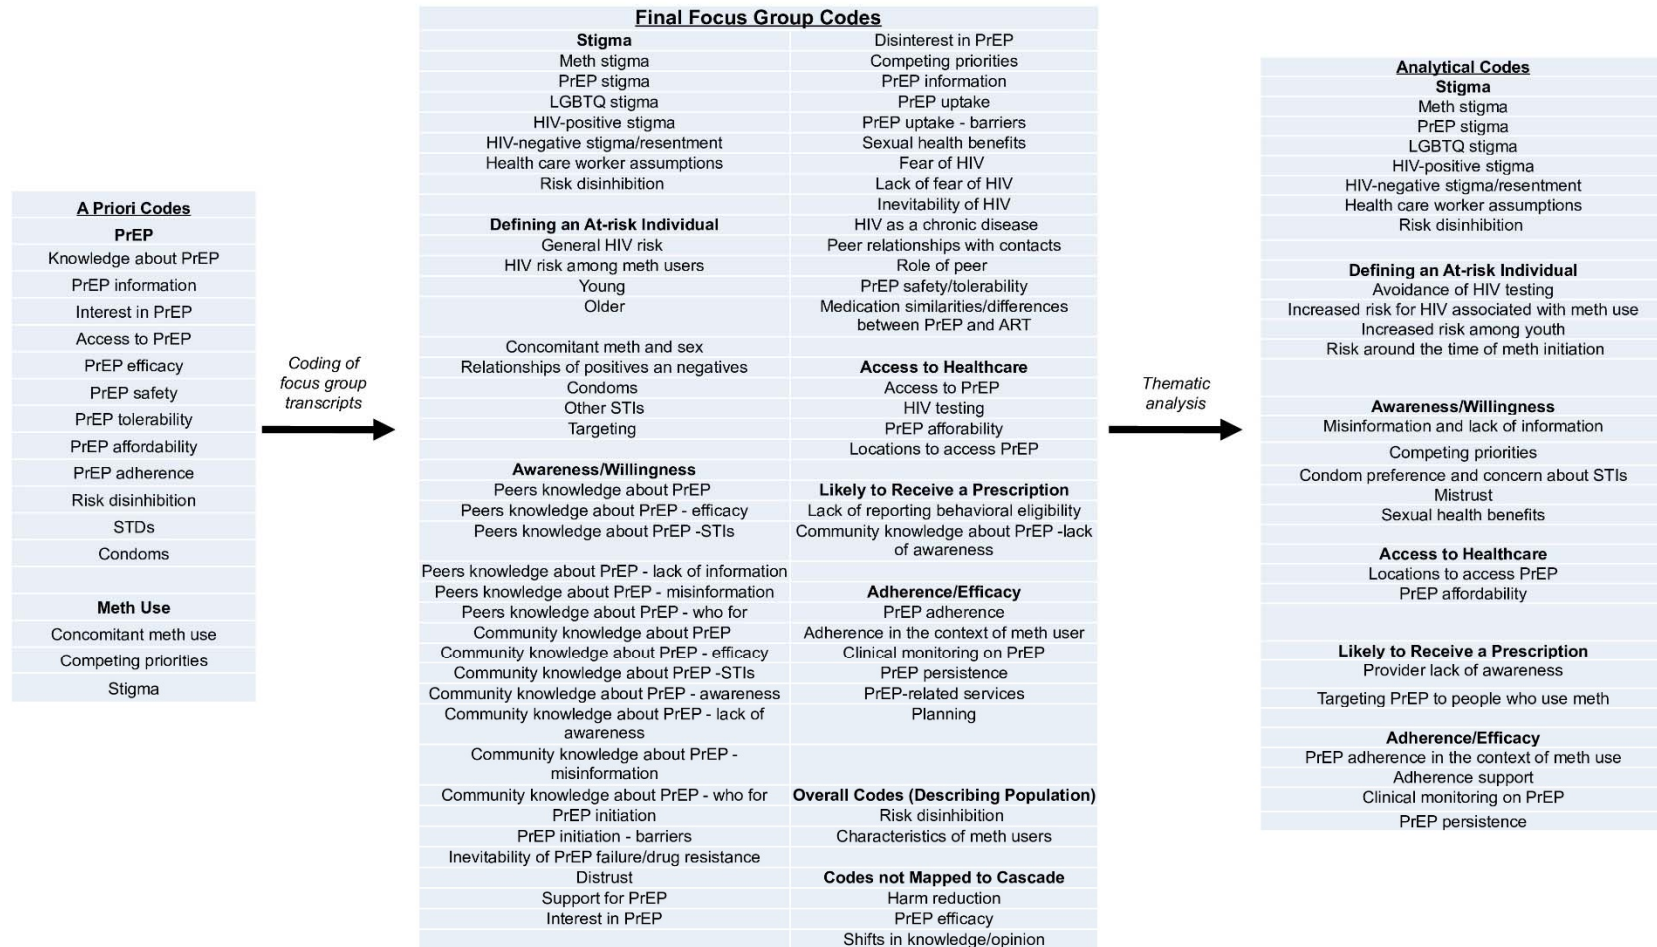 A Priori Codes
PrEP
Knowledge about PrEP
PrEP information
Interest in PrEP
Access to PrEP
PrEP efficacy
PrEP safety
PrEP tolerability
PrEP affordability
PrEP adherence
Risk disinhibition
STDs
Condoms
Meth Use
Concomitant meth use
Competing priorities
Stigma
Coding of
focus group
transcripts
Final Focus Group Codes
Stigma
Meth stigma
PrEP stigma
LGBTQ stigma
HIV-positive stigma
HIV-negative stigma/resentment
Health care worker assumptions
Risk disinhibition
Defining an At-risk Individual
General HIV risk
HIV risk among meth users
Young
Older
Concomitant meth and sex
Relationships of positives an negatives
Condoms
Other STIs
Targeting
Awareness/Willingness
Peers knowledge about PrEP
Peers knowledge about PrEP - efficacy
Peers knowledge about PrEP -STIs
Peers knowledge about PrEP - lack of information
Peers knowledge about PrEP - misinformation
Peers knowledge about PrEP - who for
Community knowledge about PrEP
Community knowledge about PrEP - efficacy
Community knowledge about PrEP -STIs
Community knowledge about PrEP - awareness
Community knowledge about PrEP - lack of
awareness
Community knowledge about PrEP -
misinformation
Community knowledge about PrEP - who for
PrEP initiation
PrEP initiation - barriers
Inevitability of PrEP failure/drug resistance
Distrust
Support for PrEP
Interest in PrEP
Disinterest in PrEP
Competing priorities
PrEP information
PrEP uptake
PrEP uptake - barriers
Sexual health benefits
Fear of HIV
Lack of fear of HIV
Inevitability of HIV
HIV as a chronic disease
Peer relationships with contacts
Role of peer
PrEP safety/tolerability
Medication similarities/differences
between PrEP and ART
Access to Healthcare
Access to PrEP
HIV testing
PrEP afforability
Locations to access PrEP
Likely to Receive a Prescription
Lack of reporting behavioral eligibility
Community knowledge about PrEP -lack
of awareness
Adherence/Efficacy
PrEP adherence
Adherence in the context of meth user
Clinical monitoring on PrEP
PrEP persistence
PrEP-related services
Planning
Overall Codes (Describing Population)
Risk disinhibition
Characteristics of meth users
Codes not Mapped to Cascade
Harm reduction
PrEP efficacy
Shifts in knowledge/opinion
Thematic
analysis
Analytical Codes
Stigma
Meth stigma
PrEP stigma
LGBTQ stigma
HIV-positive stigma
HIV-negative stigma/resentment
Health care worker assumptions
Risk disinhibition
Defining an At-risk Individual
Avoidance of HIV testing
Increased risk for HIV associated with meth use
Increased risk among youth
Risk around the time of meth initiation
Awareness/Willingness
Misinformation and lack of information
Competing priorities
Condom preference and concern about STIs
Mistrust
Sexual health benefits
Access to Healthcare
Locations to access PrEP
PrEP affordability
Likely to Receive a Prescription
Provider lack of awareness
Targeting PrEP to people who use meth
Adherence/Efficacy
PrEP adherence in the context of meth use
Adherence support
Clinical monitoring on PrEP
PrEP persistence